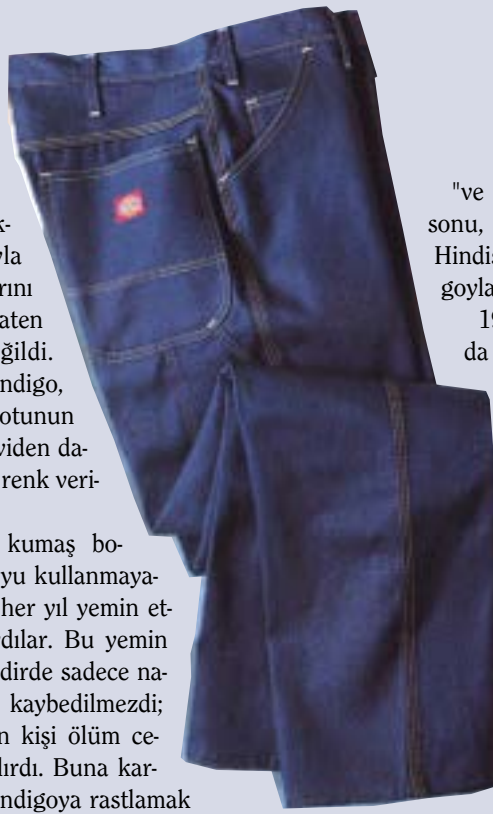 k-
yla
rını
aten
ğildi.
ndigo,
otunun
viden da-
renk veri-
kumaş bo-
yu kullanmaya-
her yıl yemin et-
rdılar. Bu yemin
dirde sadece na-
kaybedilmezdi;
n kişi ölüm ce-
lırdı. Buna kar-
ndigoya rastlamak
"ve
sonu,
Hindis
goyla
19
da